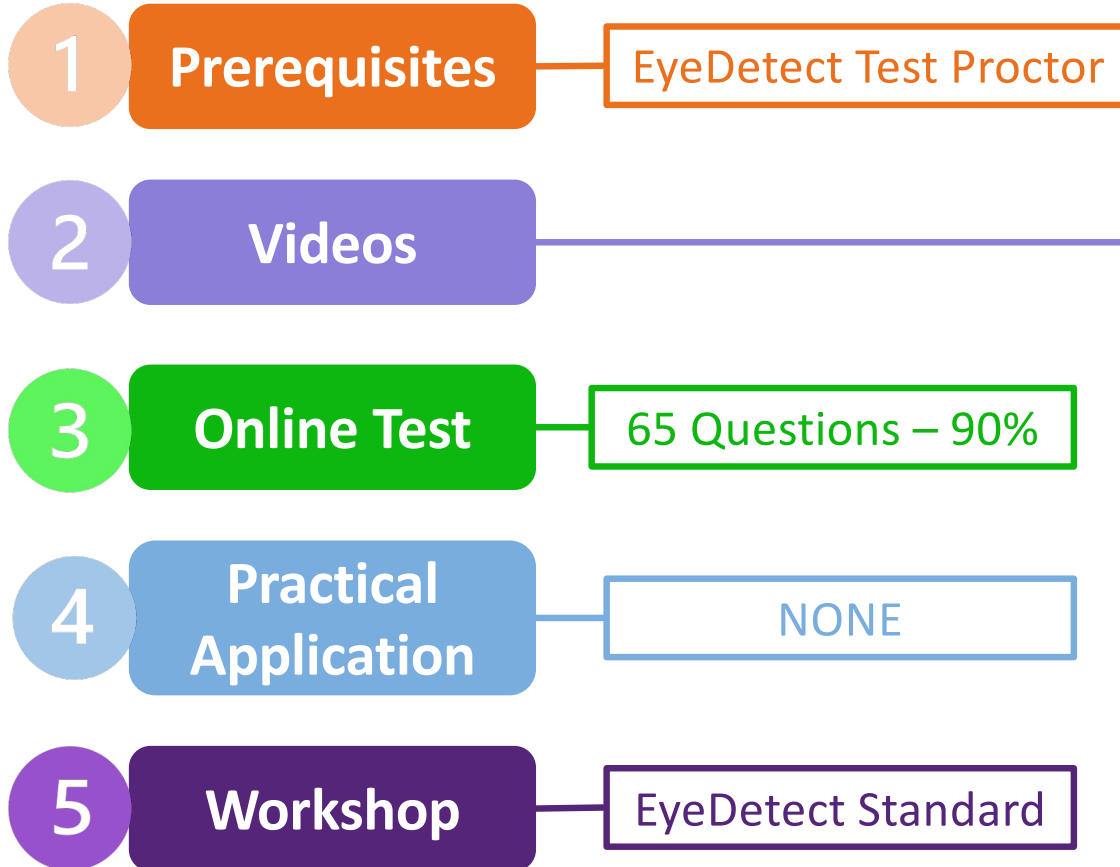 1
Prerequisites
EyeDetect Test Proctor
2
Videos
3
Online Test
65 Questions – 90%
4
Practical
Application
NONE
5
Workshop
EyeDetect Standard